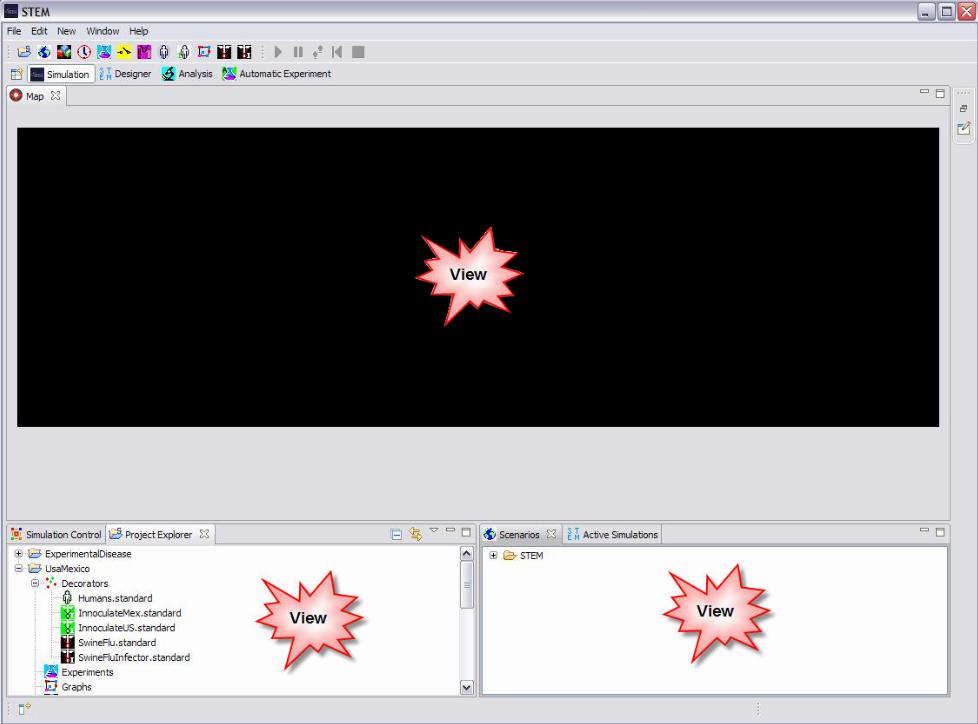 STEM
File Edit New Window Help
Simulation Designer Analysis Automatic Experiment
Map
View
Simulation Control Project Explorer
ExperimentalDisease
UsaMexico
Decorators
Humans.standard
InnoculateMex.standard
InnoculateUS.standard
SwineFlu.standard
SwineFluInfector.standard
Experiments
Graphs
View
Scenarios Active Simulations
STEM
View